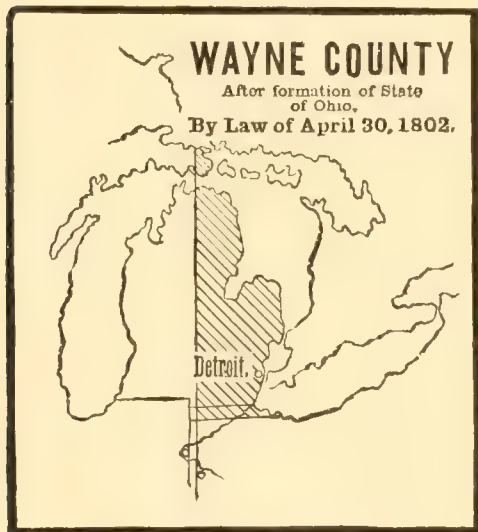 WAYNE COUNTY
After formation of State
of Ohio,
By Law of April 30, 1802.
Detroit.